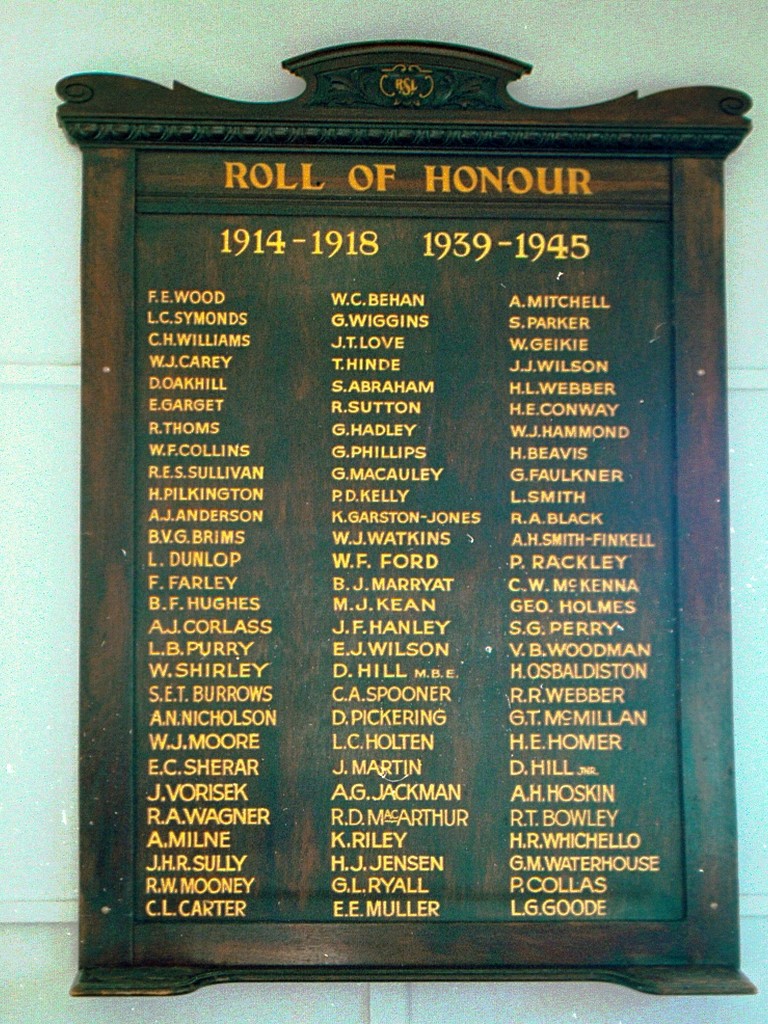 RSL
ROLL OF HONOUR
1914-1918 1939-1945
F.E.WOOD
L.C.SYMONDS
C.H.WILLIAMS
W.J.CAREY
D.OAKHILL
E.GARGET
R.THOMS
W.F.COLLINS
R.E.S.SULLIVAN
H.PILKINGTON
A.J.ANDERSON
B.V.G.BRIMS
L. DUNLOP
F. FARLEY
B.F. HUGHES
A.J.CORLASS
L.B.PURRY
W.SHIRLEY
S.E.T. BURROWS
A.N.NICHOLSON
W.J.MOORE
E.C.SHERAR
J.VORISEK
R.A.WAGNER
A.MILNE
J.H.R.SULLY
R.W.MOONEY
C.L.CARTER
W.C.BEHAN
G.WIGGINS
J.T.LOVE
T.HINDE
S.ABRAHAM
R.SUTTON
G.HADLEY
G.PHILLIPS
G.MACAULEY
P.D.KELLY
K.GARSTON-JONES
W.J.WATKINS
W.F. FORD
B.J.MARRYAT
M.J.KEAN
J.F.HANLEY
E.J.WILSON
D. HILL M.B.E.
C.A.SPOONER
D.PICKERING
L.C.HOLTEN
J. MARTIN
A.G.JACKMAN
R.D.MACARTHUR
K.RILEY
H.J.JENSEN
G.L.RYALL
E.E.MULLER
A.MITCHELL
S.PARKER
W.GEIKIE
J.J.WILSON
H.L.WEBBER
H.E.CONWAY
W.J.HAMMOND
H.BEAVIS
G.FAULKNER
L.SMITH
R.A.BLACK
A.H.SMITH-FINKELL
P. RACKLEY
C.W. McKENNA
GEO. HOLMES
S.G. PERRY
V.B.WOODMAN
H.OSBALDISTON
R.R.WEBBER
G.T.McMILLAN
H.E.HOMER
D.HILL JNR.
A.H.HOSKIN
R.T. BOWLEY
H.R.WHICHELLO
G.M.WATERHOUSE
P.COLLAS
L.G.GOODE